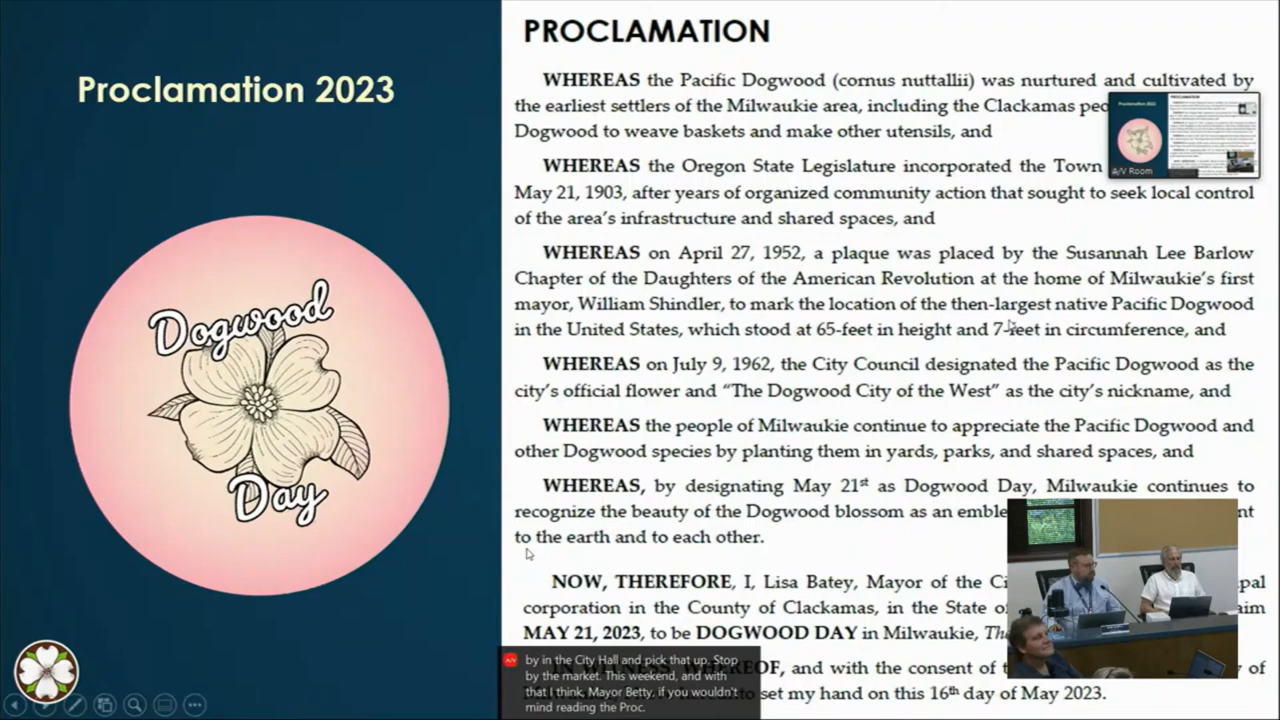 Proclamation 2023
Dogwood
Day
PROCLAMATION
WHEREAS the Pacific Dogwood (cornus nuttallii) was nurtured and cultivated by
the earliest settlers of the Milwaukie area, including the Clackamas
Dogwood to weave baskets and make other utensils, and
WHEREAS the Oregon State Legislature incorporated the Town
May 21, 1903, after years of organized community action that sought to seek local control
of the area's infrastructure and shared spaces, and
WHEREAS on April 27, 1952, a plaque was placed by the Susannah Lee Barlow
Chapter of the Daughters of the American Revolution at the home of Milwaukie's first
mayor, William Shindler, to mark the location of the then-largest native Pacific Dogwood
in the United States, which stood at 65-feet in height and 7-feet in circumference, and
WHEREAS on July 9, 1962, the City Council designated the Pacific Dogwood as the
city's official flower and "The Dogwood City of the West" as the city's nickname, and
WHEREAS the people of Milwaukie continue to appreciate the Pacific Dogwood and
other Dogwood species by planting them in yards, parks, and shared spaces, and
WHEREAS, by designating May 21st as Dogwood Day, Milwaukie continues to
recognize the beauty of the Dogwood blossom as an
to the earth and to each other.
NOW, THEREFORE, I, Lisa Batey, Mayor of the
corporation in the County of Clackamas, in the State
MAY 21, 2023, to be DOGWOOD DAY in Milwaukie,
WHEREOF, and with the consent of
set my hand on this 16th day of May 2023.
A/V Room
A/V
by in the City Hall and pick that up. Stop
by the market. This weekend, and with
that I think, Mayor Betty, if you wouldn't
mind reading the Proc.